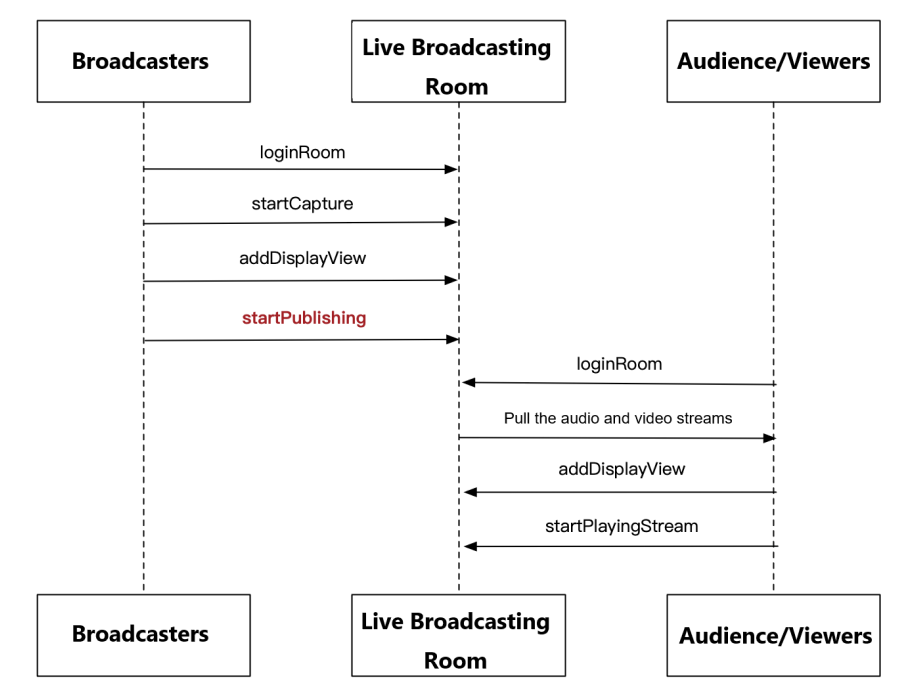 Broadcasters
Live Broadcasting
Room
Audience/Viewers
loginRoom
startCapture
addDisplayView
startPublishing
loginRoom
Pull the audio and video streams
addDisplayView
startPlayingStream
Broadcasters
Live Broadcasting
Room
Audience/Viewers